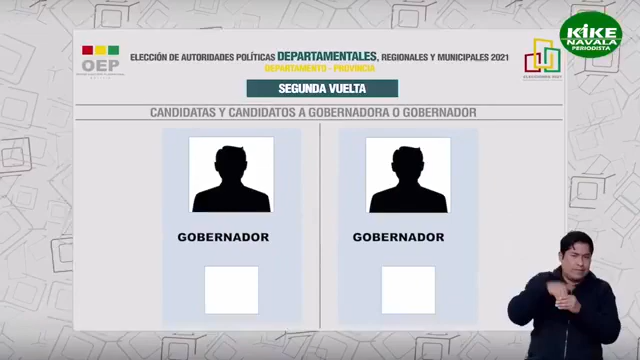 KIKE
NAVALA
PERIODISTA
OEP
ELECCIÓN DE AUTORIDADES POLÍTICAS DEPARTAMENTALES, REGIONALES Y MUNICIPALES 2021
DEPARTAMENTO - PROVINCIA
SEGUNDA VUELTA
CANDIDATAS Y CANDIDATOS A GOBERNADORA O GOBERNADOR
GOBERNADOR
GOBERNADOR